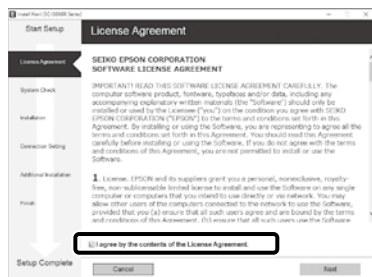 Install Navi [SC-S80600 Series]
Start Setup
License Agreement
License Agreement
System Check
Installation
Connection Setting
Additional Installation
Finish
Setup Complete
SEIKO EPSON CORPORATION
SOFTWARE LICENSE AGREEMENT
IMPORTANT! READ THIS SOFTWARE LICENSE AGREEMENT CAREFULLY. The
computer software product, fontware, typefaces and/or data, including any
accompanying explanatory written materials (the "Software") should only be
installed or used by the Licensee ("you") on the condition you agree with SEIKO
EPSON CORPORATION ("EPSON") to the terms and conditions set forth in this
Agreement. By installing or using the Software, you are representing to agree all the
terms and conditions set forth in this Agreement. You should read this Agreement
carefully before installing or using the Software. If you do not agree with the terms
and conditions of this Agreement, you are not permitted to install or use the
Software.
1. License. EPSON and its suppliers grant you a personal, nonexclusive, royalty-
free, non-sublicensable limited license to install and use the Software on any single
computer or computers that you intend to use directly or via network. You may
allow other users of the computers connected to the network to use the Software,
provided that you (a) ensure that all such users agree and are bound by the terms
and conditions of this Agreement, (b) ensure that all such users use the Software
I agree by the contents of the License Agreement.
Cancel
Next